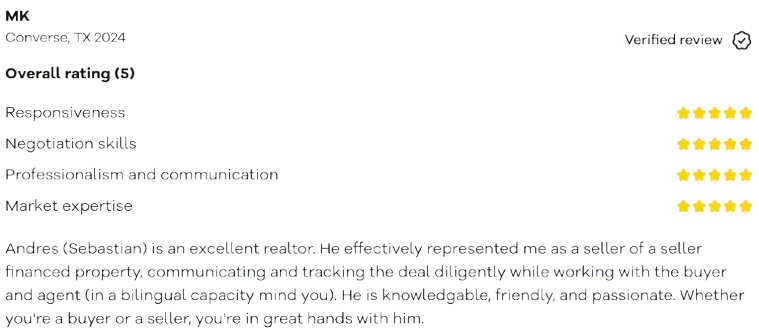 MK
Converse, TX 2024
Verified review
Overall rating (5)
Responsiveness
Negotiation skills
Professionalism and communication
Market expertise
Andres (Sebastian) is an excellent realtor. He effectively represented me as a seller of a seller
financed property, communicating and tracking the deal diligently while working with the buyer
and agent (in a bilingual capacity mind you). He is knowledgable, friendly, and passionate. Whether
you're a buyer or a seller, you're in great hands with him.